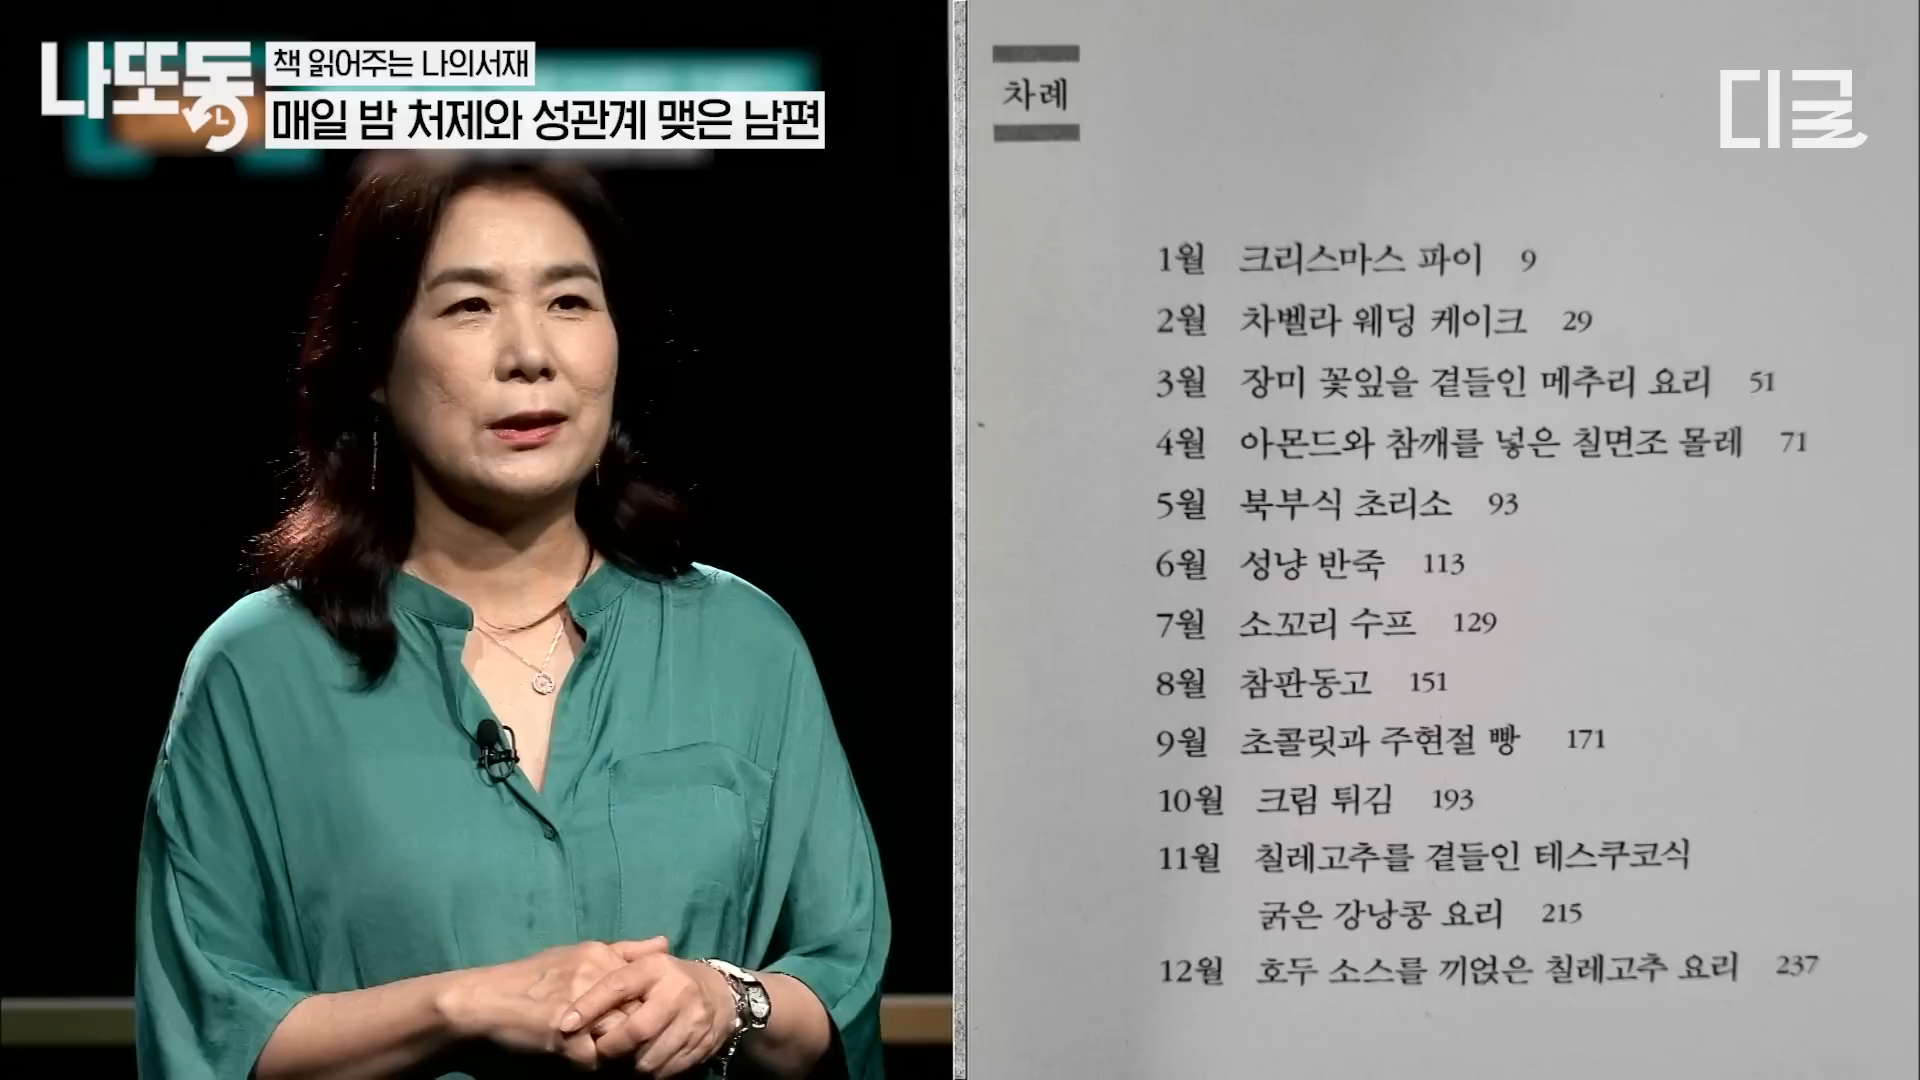 나또동
책 읽어주는 나의서재
매일 밤 처제와 성관계 맺은 남편
디글
차례
1월 크리스마스 파이 9
2월 차벨라 웨딩 케이크 29
3월 장미 꽃잎을 곁들인 메추리 요리 51
4월 아몬드와 참깨를 넣은 칠면조 몰레 71
5월 북부식 초리소 93
6월 성냥 반죽 113
7월 소꼬리 수프 129
8월 참판동고 151
9월 초콜릿과 주현절 빵 171
10월 크림 튀김 193
11월 칠레고추를 곁들인 테스쿠코식
굵은 강낭콩 요리 215
12월 호두 소스를 끼얹은 칠레고추 요리 237